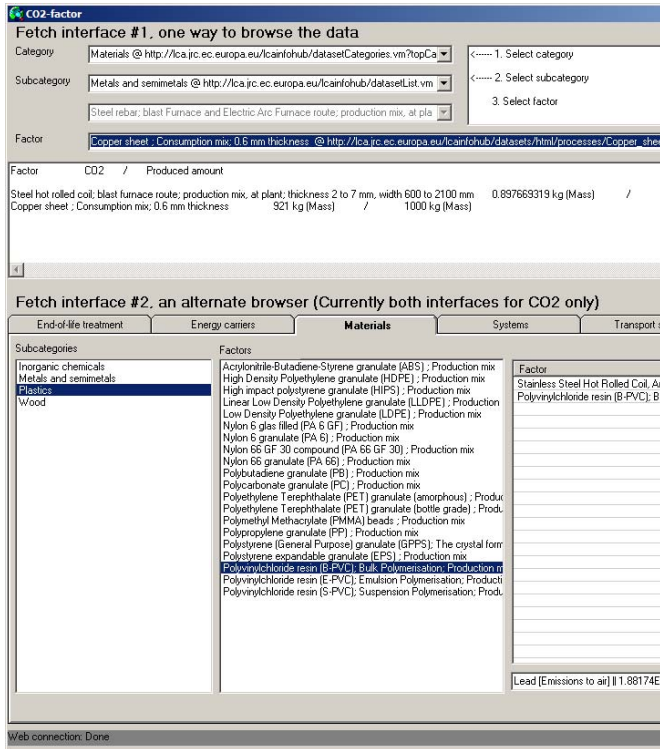 CO2-factor
Fetch interface #1, one way to browse the data
Category
Materials @ http://lca.jrc.ec.europa.eu/lcainfohub/datasetCategories.vm?topCa
<------ 1. Select category
Subcategory
Metals and semimetals @ http://lca.jrc.ec.europa.eu/lcainfohub/datasetList.vm
<------ 2. Select subcategory
Steel rebar; blast Furnace and Electric Arc Furnace route; production mix, at pla
3. Select factor
Factor
Copper sheet ; Consumption mix; 0.6 mm thickness @ http://lca.jrc.ec.europa.eu/lcainfohub/datasets/html/processes/Copper_shee
Factor CO2 / Produced amount
Steel hot rolled coil; blast furnace route; production mix, at plant; thickness 2 to 7 mm, width 600 to 2100 mm 0.897669319 kg (Mass) /
Copper sheet ; Consumption mix; 0.6 mm thickness 921 kg (Mass) / 1000 kg (Mass)
Fetch interface #2, an alternate browser (Currently both interfaces for CO2 only)
End-of-life treatment Energy carriers Materials Systems Transport s
Subcategories
Inorganic chemicals
Metals and semimetals
Plastics
Wood
Factors
Acrylonitrile-Butadiene-Styrene granulate (ABS) ; Production mix
High Density Polyethylene granulate (HDPE) ; Production mix
High impact polystyrene granulate (HIPS) ; Production mix
Linear Low Density Polyethylene granulate (LLDPE) ; Production
Low Density Polyethylene granulate (LDPE) ; Production mix
Nylon 6 glas filled (PA 6 GF) ; Production mix
Nylon 6 granulate (PA 6) ; Production mix
Nylon 66 GF 30 compound (PA 66 GF 30) ; Production mix
Nylon 66 granulate (PA 66) ; Production mix
Polybutadiene granulate (PB) ; Production mix
Polycarbonate granulate (PC) ; Production mix
Polyethylene Terephthalate (PET) granulate (amorphous) ; Produc
Polyethylene Terephthalate (PET) granulate (bottle grade) ; Produ
Polymethyl Methacrylate (PMMA) beads ; Production mix
Polypropylene granulate (PP) ; Production mix
Polystyrene (General Purpose) granulate (GPPS); The crystal form
Polystyrene expandable granulate (EPS) ; Production mix
Polyvinylchloride resin (B-PVC); Bulk Polymerisation; Production m
Polyvinylchloride resin (E-PVC); Emulsion Polymerisation; Producti
Polyvinylchloride resin (S-PVC); Suspension Polymerisation; Produ
Factor
Stainless Steel Hot Rolled Coil, A
Polyvinylchloride resin (B-PVC); B
Lead [Emissions to air] || 1.88174E
Web connection: Done